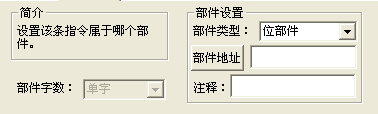 简介
设置该条指令属于哪个部
件。
部件字数：
单字
部件设置
部件类型：
位部件
部件地址
注释：